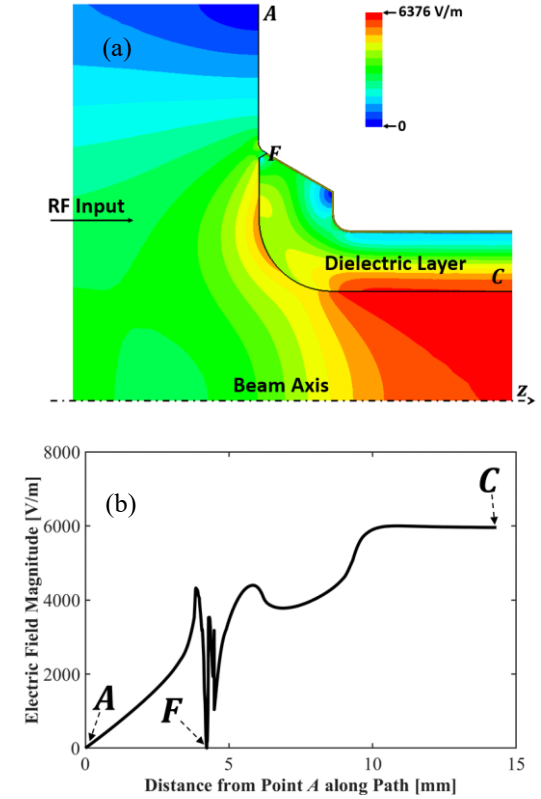 (a)
A
6376 V/m
0
F
RF Input
Dielectric Layer
C
Beam Axis
Z
(b)
8000
6000
4000
2000
0
Electric Field Magnitude [V/m]
A
F
C
0
5
10
15
Distance from Point A along Path [mm]